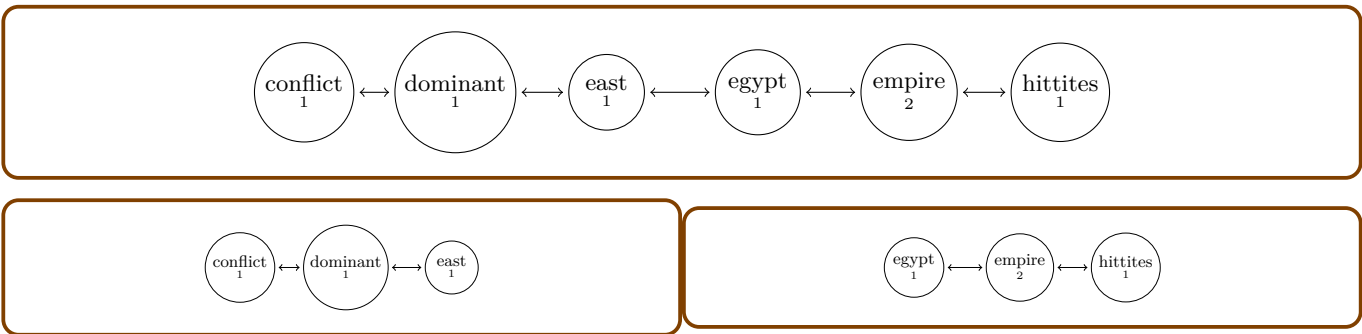 conflict dominant east egypt empire hittites
1 1 1 1 2 1
conflict dominant east
1 1 1
egypt empire hittites
1 2 1